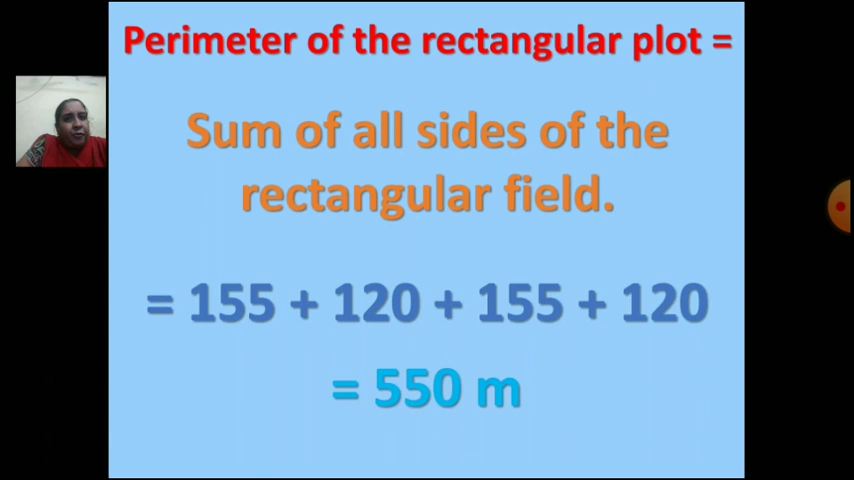 Perimeter of the rectangular plot =
Sum of all sides of the
rectangular field.
= 155 + 120 + 155 + 120
= 550 m